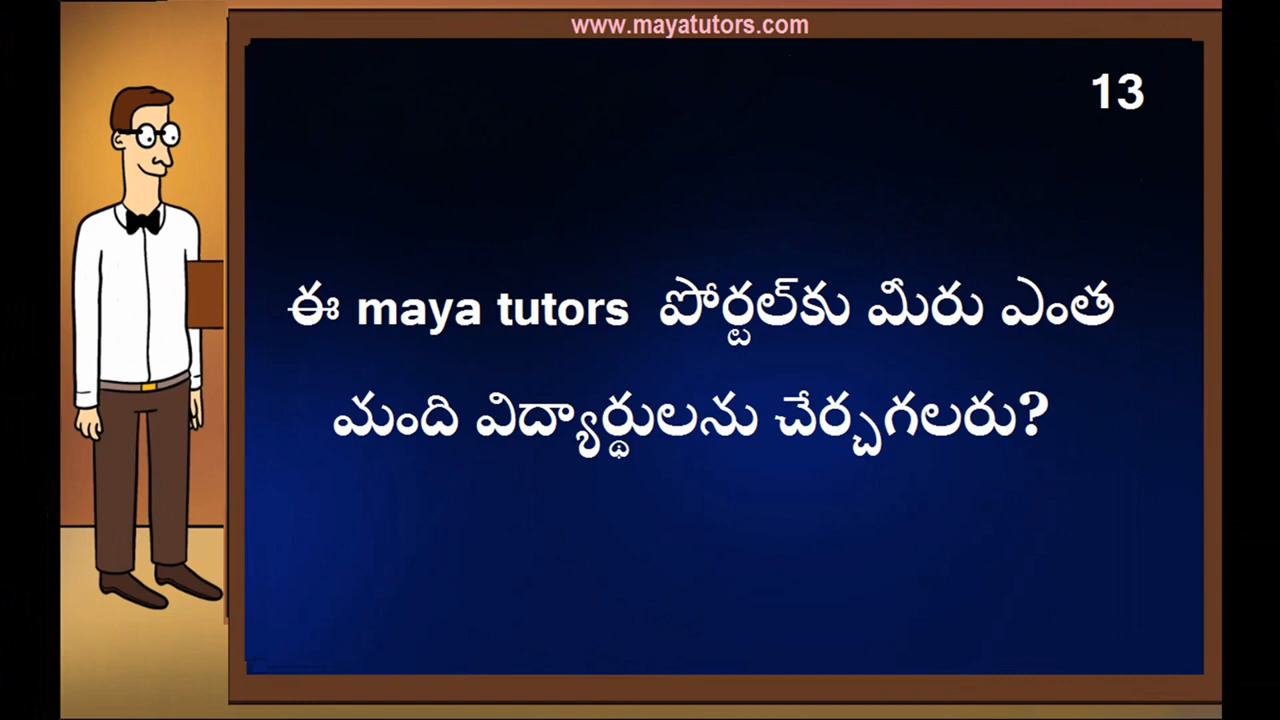 www.mayatutors.com
13
ఈ maya tutors పోర్టల్‌కు మీరు ఎంత
మంది విద్యార్థులను చేర్చగలరు?